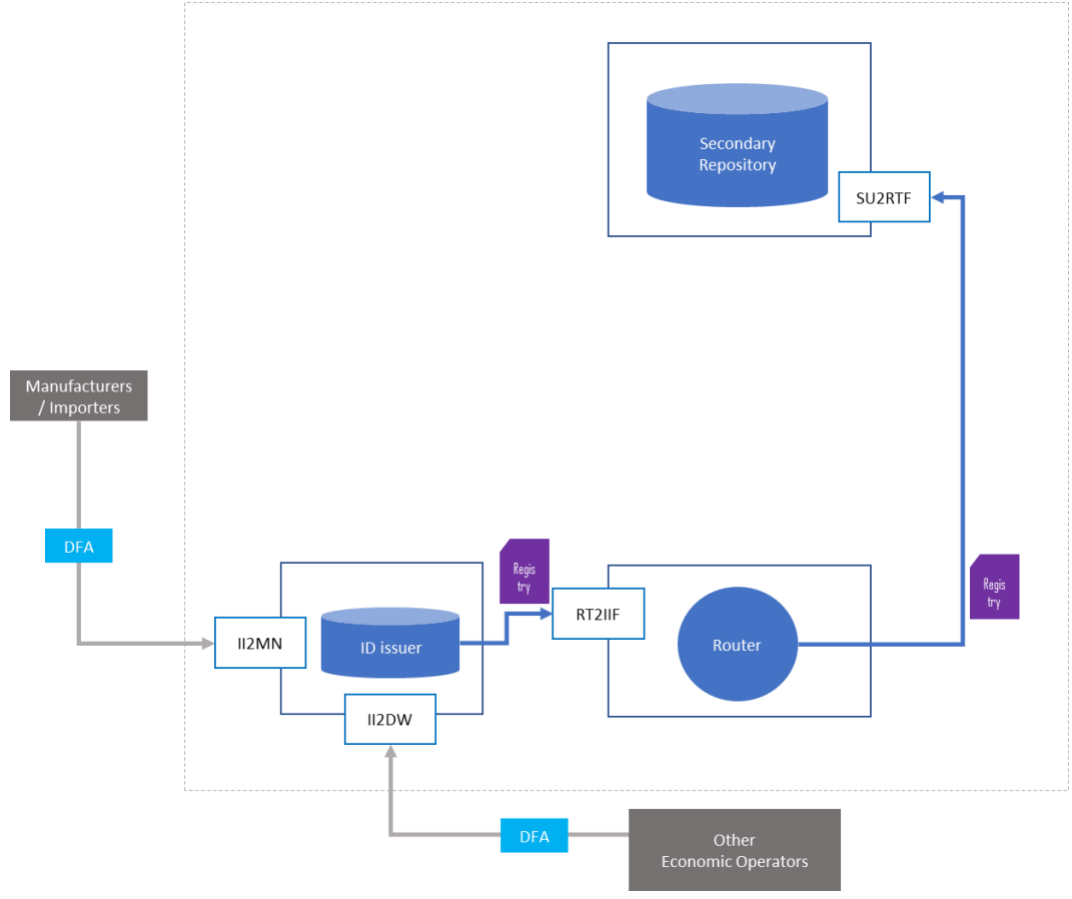 Secondary
Repository
SU2RTF
Manufacturers
/ Importers
DFA
Regis
try
Regis
try
II2MN
ID issuer
RT2IIF
Router
II2DW
DFA
Other
Economic Operators